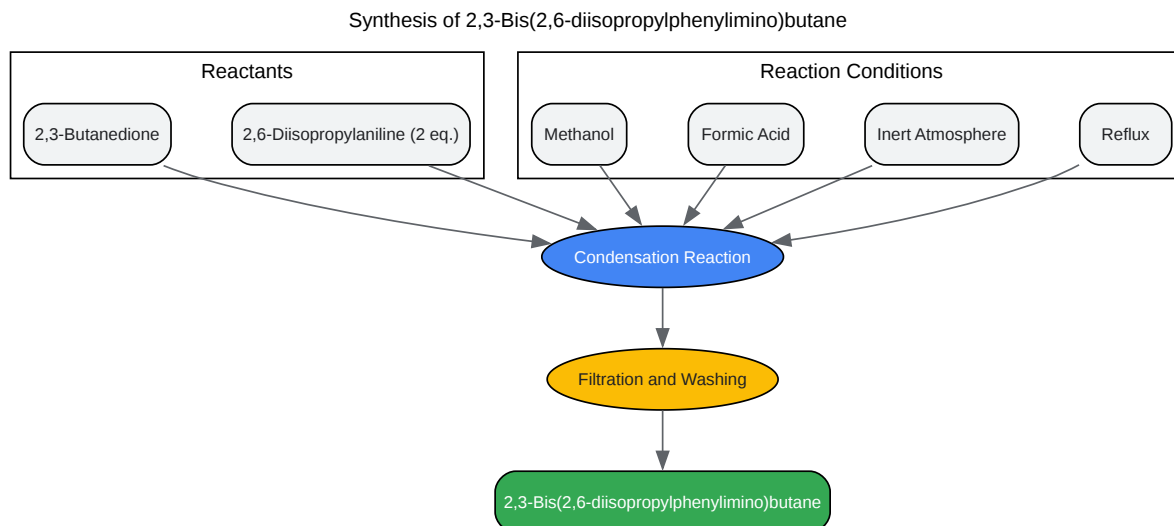 Synthesis of 2,3-Bis(2,6-diisopropylphenylimino)butane
Reactants
Reaction Conditions
2,3-Butanedione
2,6-Diisopropylaniline (2 eq.)
Methanol
Formic Acid
Inert Atmosphere
Reflux
Condensation Reaction
Filtration and Washing
2,3-Bis(2,6-diisopropylphenylimino)butane